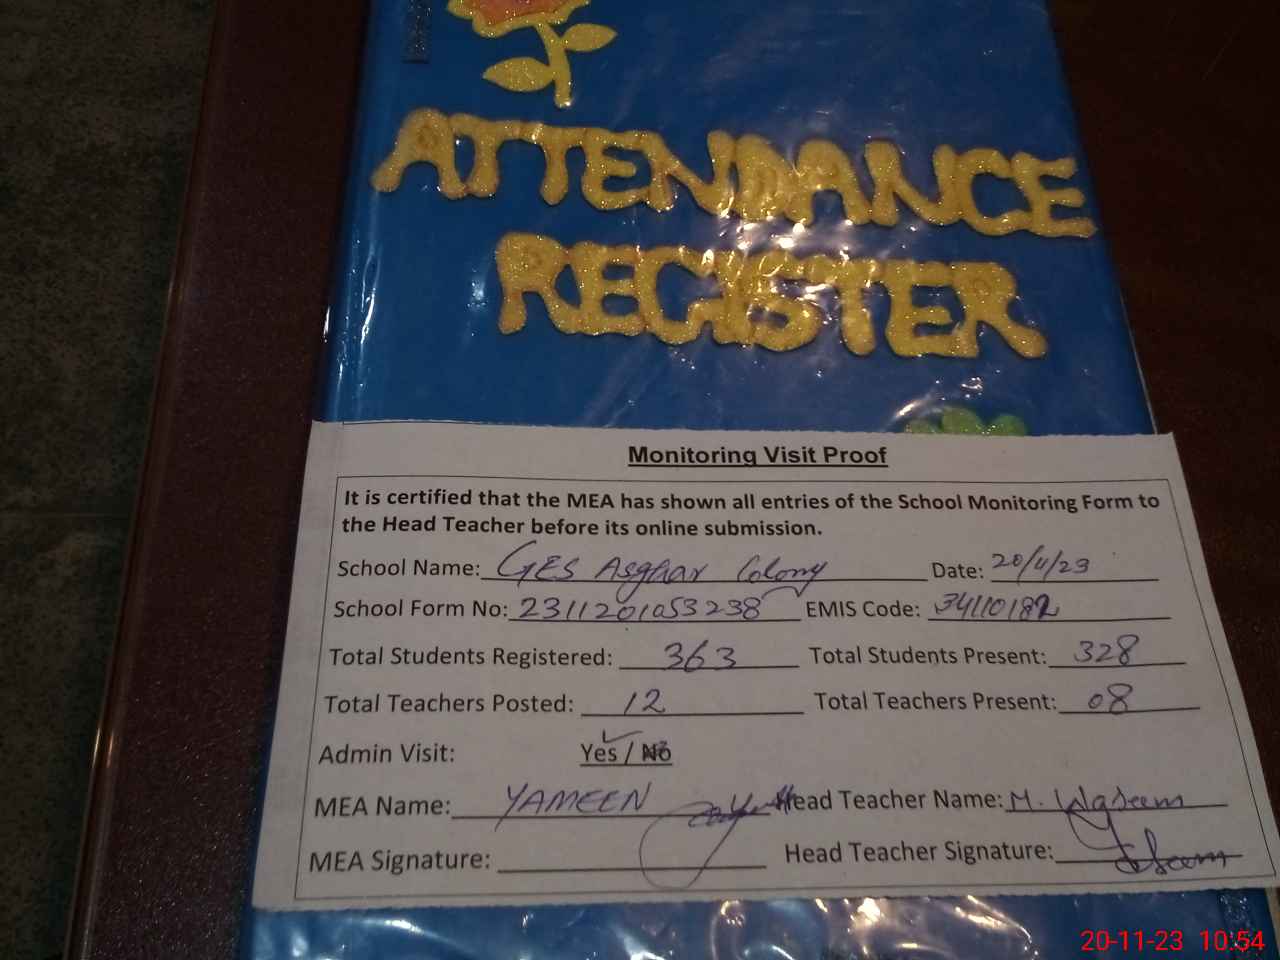 ATTENDANCE
REGISTER
Monitoring Visit Proof
It is certified that the MEA has shown all entries of the School Monitoring Form to
the Head Teacher before its online submission.
School Name: GES Asghar Colony Date: 20/11/23
School Form No: 2311201053238 EMIS Code: 34110182
Total Students Registered: 363 Total Students Present: 328
Total Teachers Posted: 12 Total Teachers Present: 08
Admin Visit: Yes / No
MEA Name: YAMEEN Head Teacher Name: M. Waseem
MEA Signature: Head Teacher Signature:
20-11-23 10:54